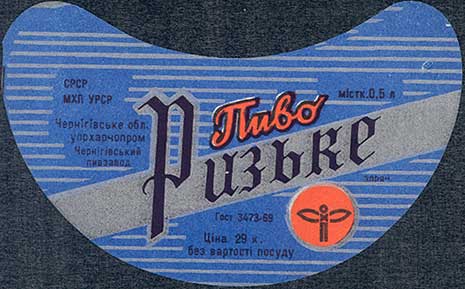 СРСР
МХП УРСР
Чернігівське обл.
упрхарчопром
Чернігівський
пивзавод
Пиво
містк.0,5 л
Ризьке
Гост 3473-69
Ціна 29 к.
без вартості посуду